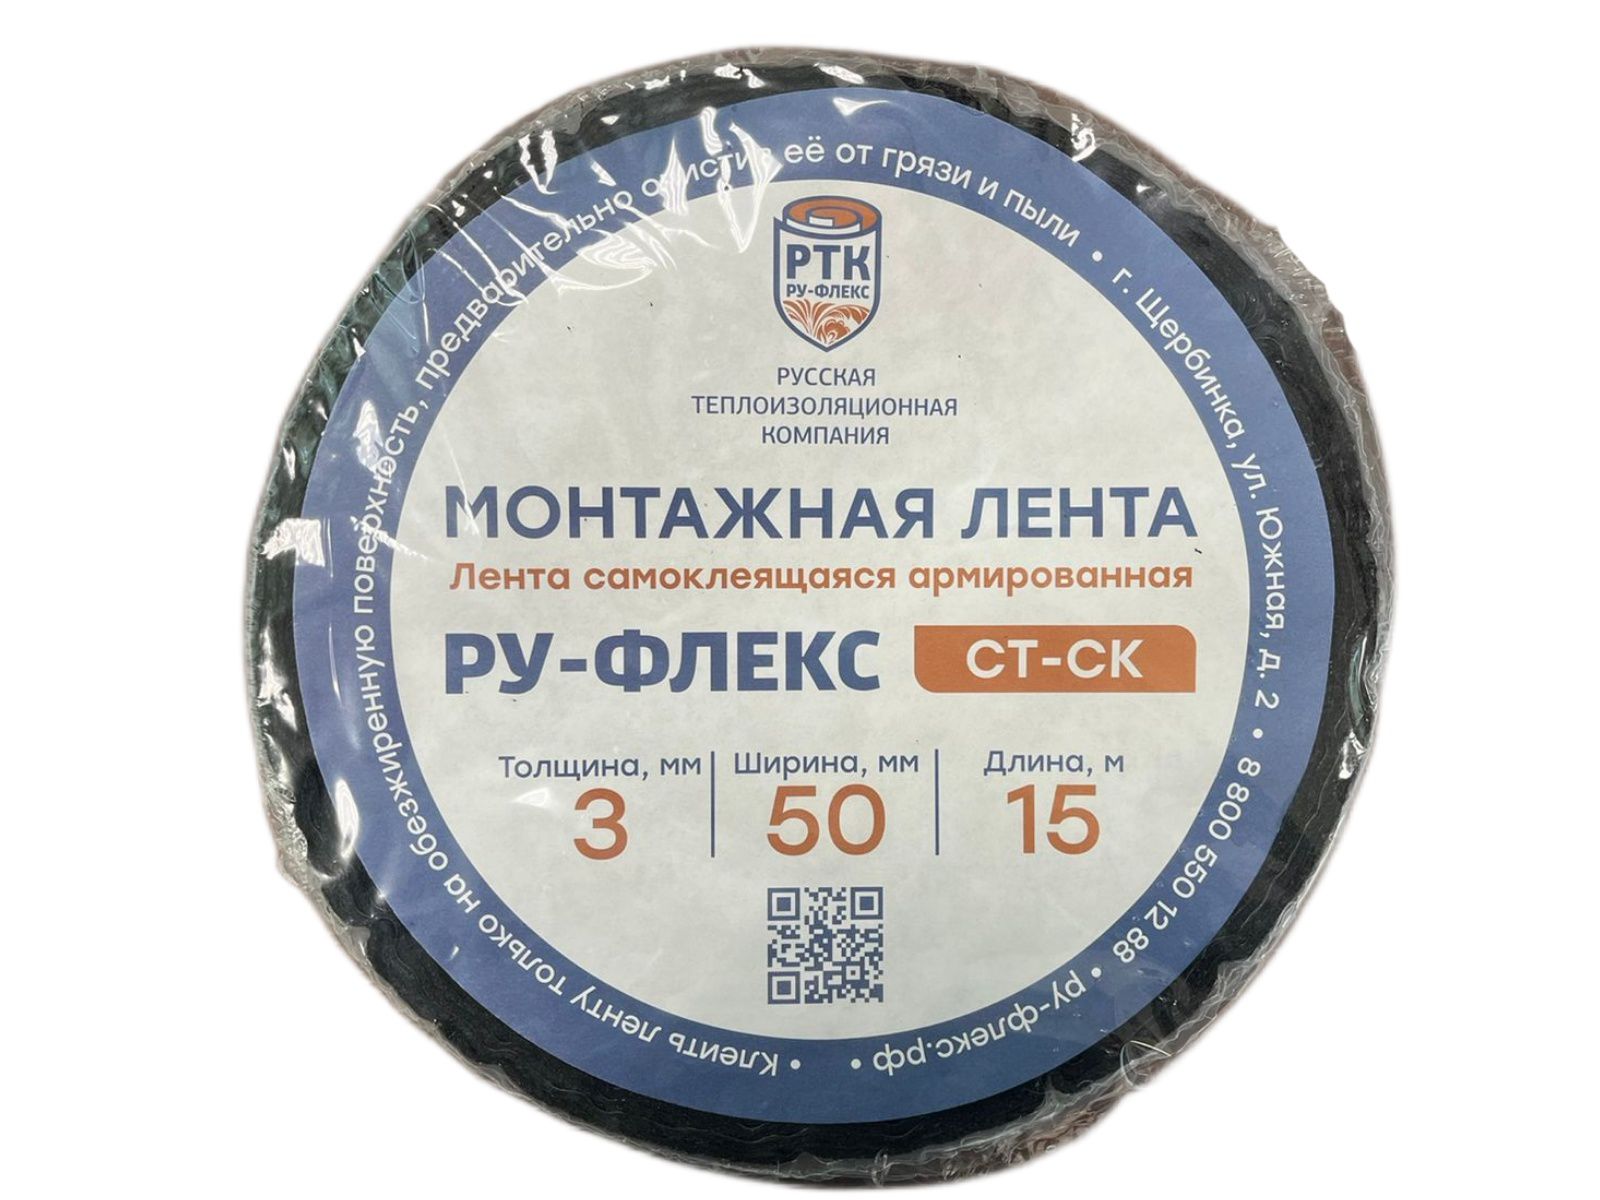 РТК
РУ-ФЛЕКС
РУССКАЯ
ТЕПЛОИЗОЛЯЦИОННАЯ
КОМПАНИЯ
МОНТАЖНАЯ ЛЕНТА
Лента самоклеящаяся армированная
РУ-ФЛЕКС СТ-СК
Толщина, мм Ширина, мм Длина, м
3 50 15
• Клеить ленту только на обезжиренную поверхность, предварительно очистив её от грязи и пыли • г. Щербинка, ул. Южная, д. 2 • 8 800 550 12 88 • ру-флекс.рф •